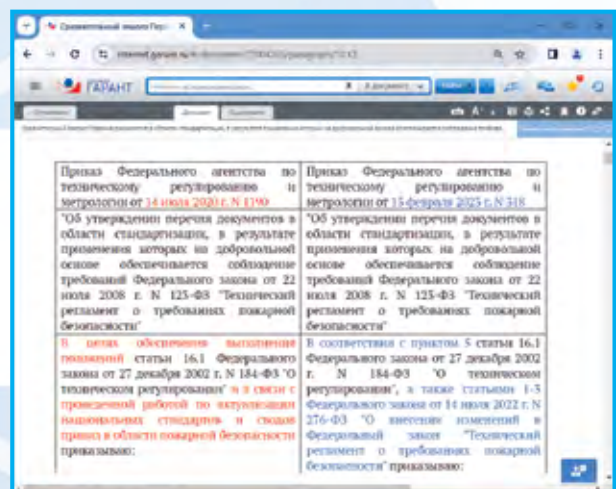 Сравнительный анализ Пер
internet.garant.ru
ГАРАНТ
Приказ Федерального агентства по
техническому регулированию и
метрологии от 14 июля 2020 г. N 1190
"Об утверждении перечня документов в
области стандартизации, в результате
применения которых на добровольной
основе обеспечивается соблюдение
требований Федерального закона от 22
июля 2008 г. N 123-ФЗ "Технический
регламент о требованиях пожарной
безопасности"
В целях обеспечения выполнения
положений статьи 16.1 Федерального
закона от 27 декабря 2002 г. N 184-ФЗ "О
техническом регулировании" и в связи с
проведенной работой по актуализации
национальных стандартов и сводов
правил в области пожарной безопасности
приказываю:
Приказ Федерального агентства по
техническому регулированию и
метрологии от 13 февраля 2023 г. N 318
"Об утверждении перечня документов в
области стандартизации, в результате
применения которых на добровольной
основе обеспечивается соблюдение
требований Федерального закона от 22
июля 2008 г. N 123-ФЗ "Технический
регламент о требованиях пожарной
безопасности"
В соответствии с пунктом 5 статьи 16.1
Федерального закона от 27 декабря 2002
г. N 184-ФЗ "О техническом
регулировании", а также статьями 1-3
Федерального закона от 14 июля 2022 г. N
276-ФЗ "О внесении изменений в
Федеральный закон "Технический
регламент о требованиях пожарной
безопасности" приказываю: